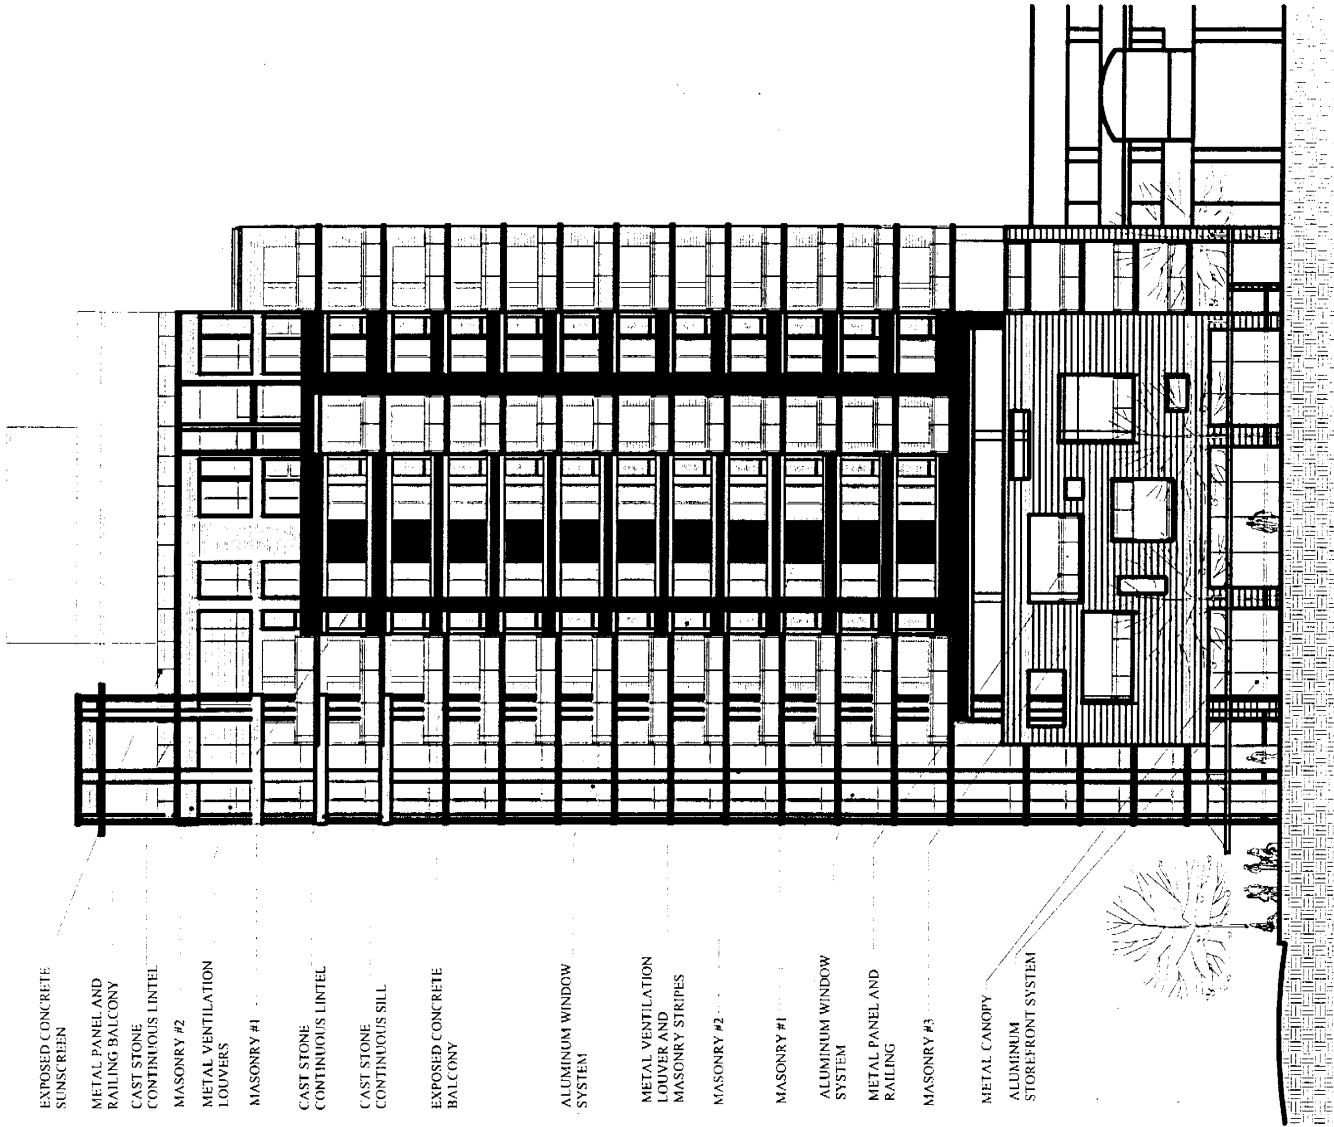 EXPOSED CONCRETE
SUNSCREEN
METAL PANEL AND
RAILING BALCONY
CAST STONE
CONTINUOUS LINTEL
MASONRY #2
METAL VENTILATION
LOUVERS
MASONRY #1
CAST STONE
CONTINUOUS LINTEL
CAST STONE
CONTINUOUS SILL
EXPOSED CONCRETE
BALCONY
ALUMINUM WINDOW
SYSTEM
METAL VENTILATION
LOUVER AND
MASONRY STRIPES
MASONRY #2
MASONRY #1
ALUMINUM WINDOW
SYSTEM
METAL PANEL AND
RAILING
MASONRY #3
METAL CANOPY
ALUMINUM
STOREFRONT SYSTEM